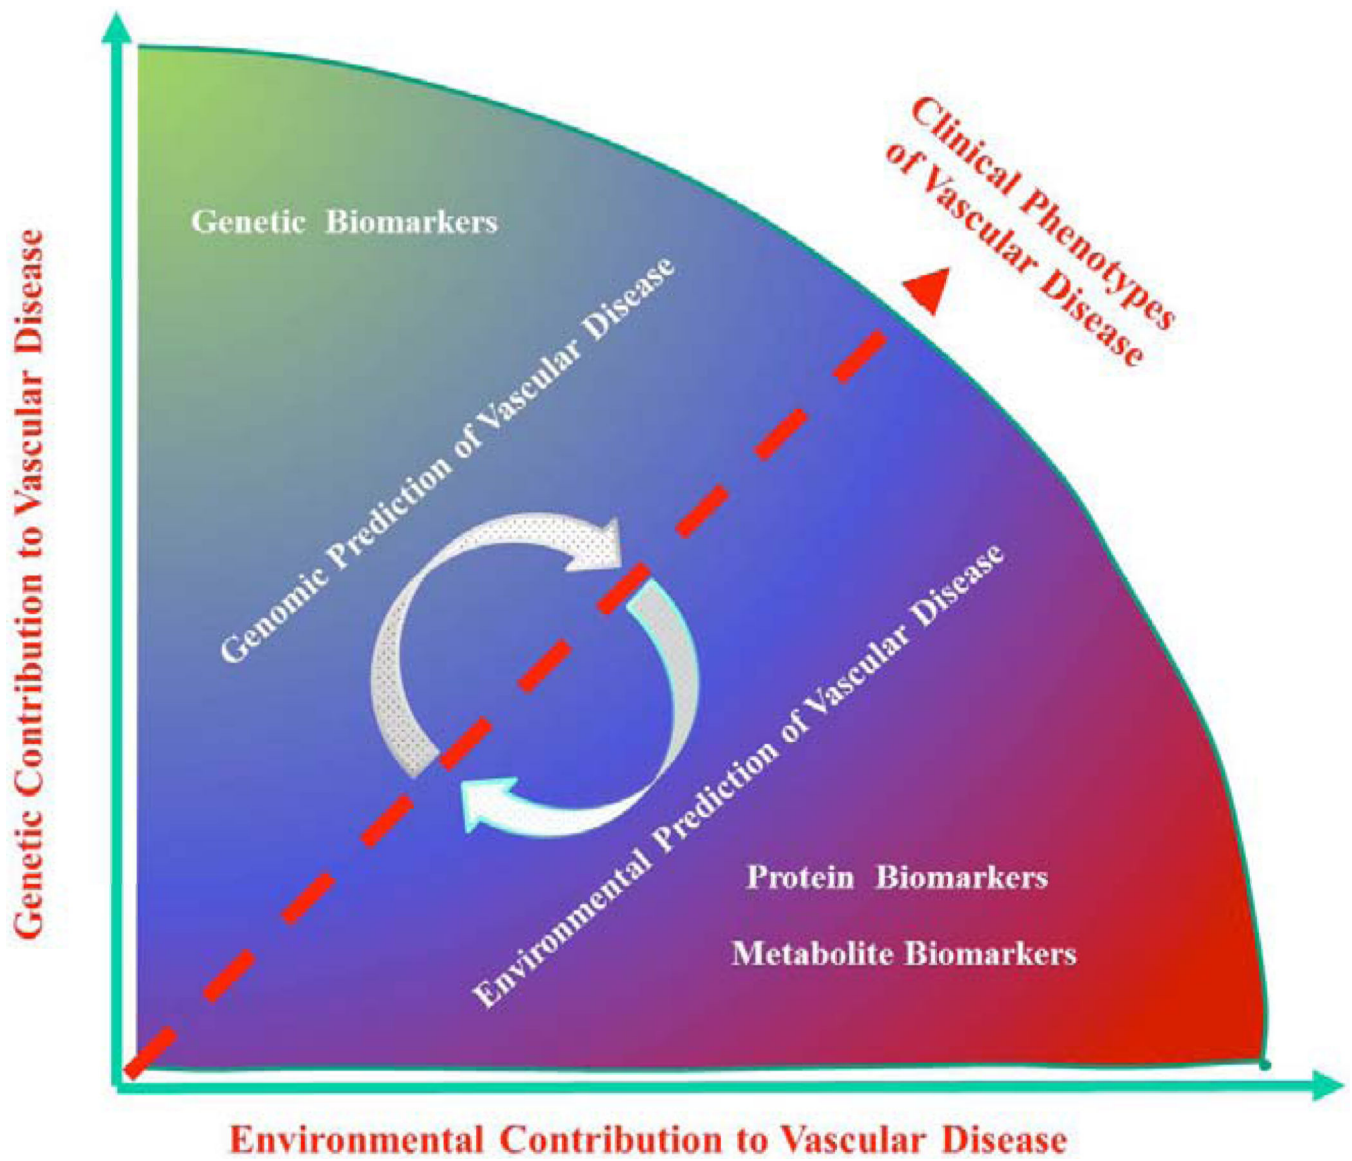 Clinical Phenotypes
of Vascular Disease
Genetic Biomarkers
Genomic Prediction of Vascular Disease
Genetic Contribution to Vascular Disease
Environmental Prediction of Vascular Disease
Protein Biomarkers
Metabolite Biomarkers
Environmental Contribution to Vascular Disease